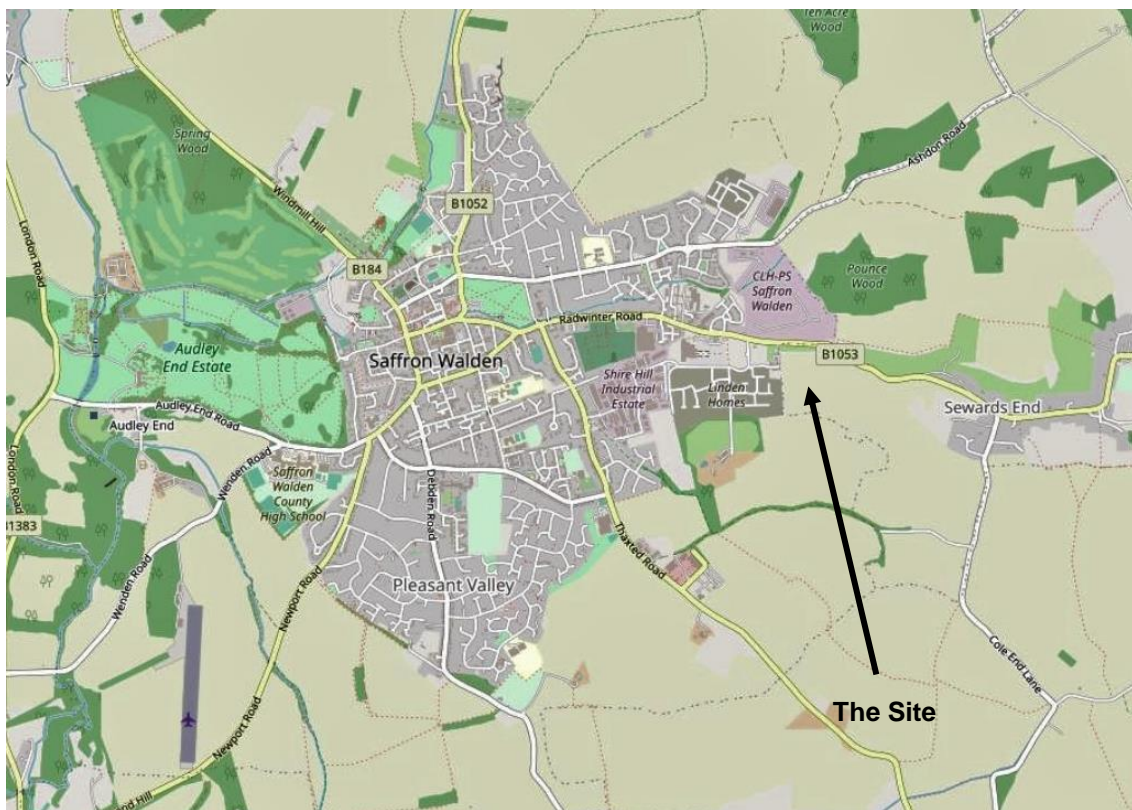 Ten Acre
Wood
Spring
Wood
Windmill Hill
London Road
B1052
Ashdon Road
B184
CLH-PS
Saffron
Walden
Pounce
Wood
Radwinter Road
B1053
Audley
End Estate
Saffron Walden
Shire Hill
Industrial
Estate
Linden
Homes
Sewards End
Audley End Road
Audley End
Wenden Road
Saffron
Walden
County
High School
Debden Road
London Road
B1383
Wenden Road
Newport Road
Thaxted Road
Pleasant Valley
Cole End Lane
The Site
Newport Road